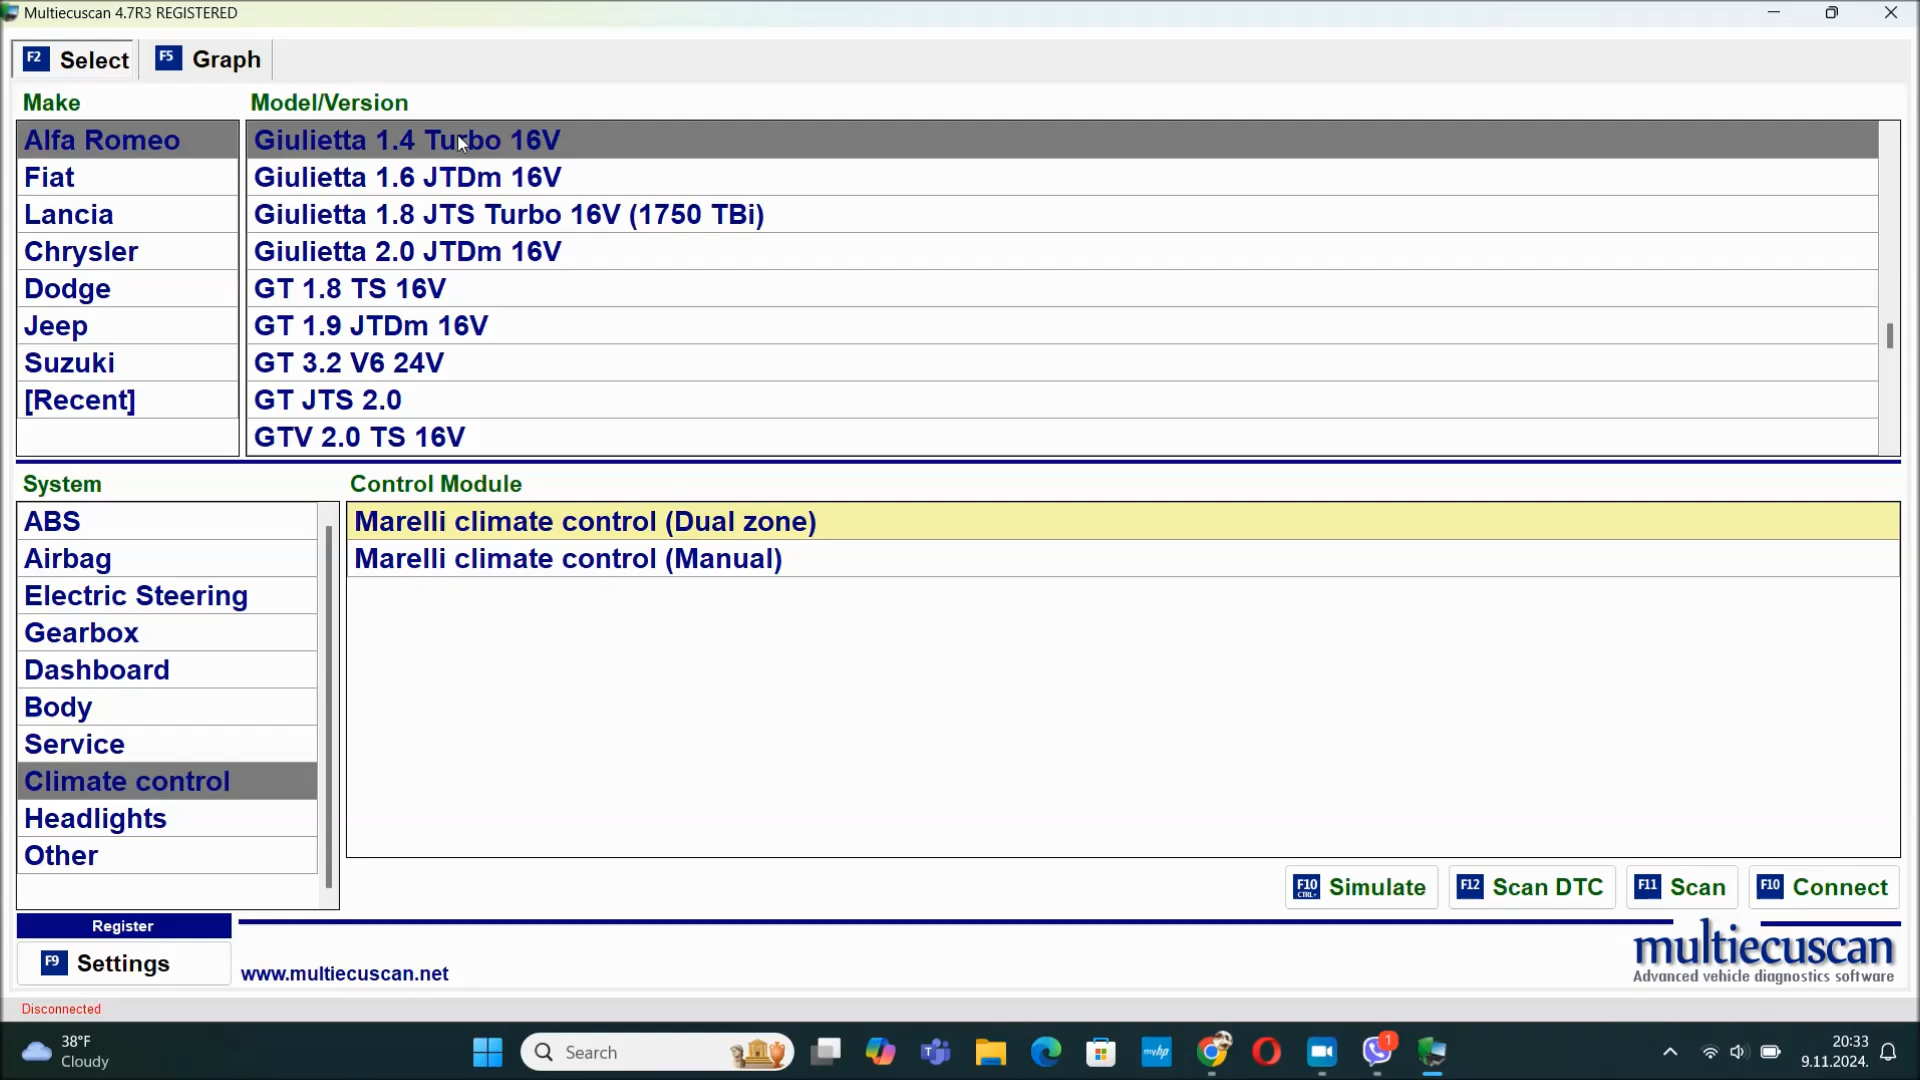 Multiecuscan 4.7R3 REGISTERED
F2 Select
F5 Graph
Make
Model/Version
Alfa Romeo
Fiat
Lancia
Chrysler
Dodge
Jeep
Suzuki
[Recent]
Giulietta 1.4 Turbo 16V
Giulietta 1.6 JTDm 16V
Giulietta 1.8 JTS Turbo 16V (1750 TBi)
Giulietta 2.0 JTDm 16V
GT 1.8 TS 16V
GT 1.9 JTDm 16V
GT 3.2 V6 24V
GT JTS 2.0
GTV 2.0 TS 16V
System
Control Module
ABS
Airbag
Electric Steering
Gearbox
Dashboard
Body
Service
Climate control
Headlights
Other
Marelli climate control (Dual zone)
Marelli climate control (Manual)
F10 CTRL+ Simulate
F12 Scan DTC
F11 Scan
F10 Connect
Register
F9 Settings
www.multiecuscan.net
multiecuscan
Advanced vehicle diagnostics software
Disconnected
38°F
Cloudy
Search
myhp
1
20:33
9.11.2024.